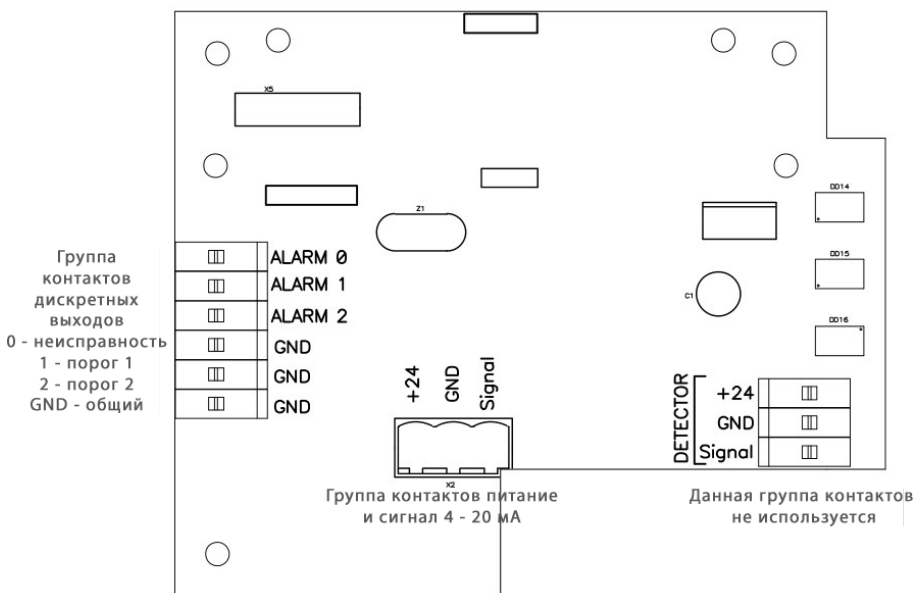 X5
Z1
DD14
DD15
DD16
C1
Группа
контактов
дискретных
выходов
0 - неисправность
1 - порог 1
2 - порог 2
GND - общий
ALARM 0
ALARM 1
ALARM 2
GND
GND
GND
+24
GND
Signal
X2
Группа контактов питание
и сигнал 4 - 20 мА
DETECTOR
+24
GND
Signal
Данная группа контактов
не используется